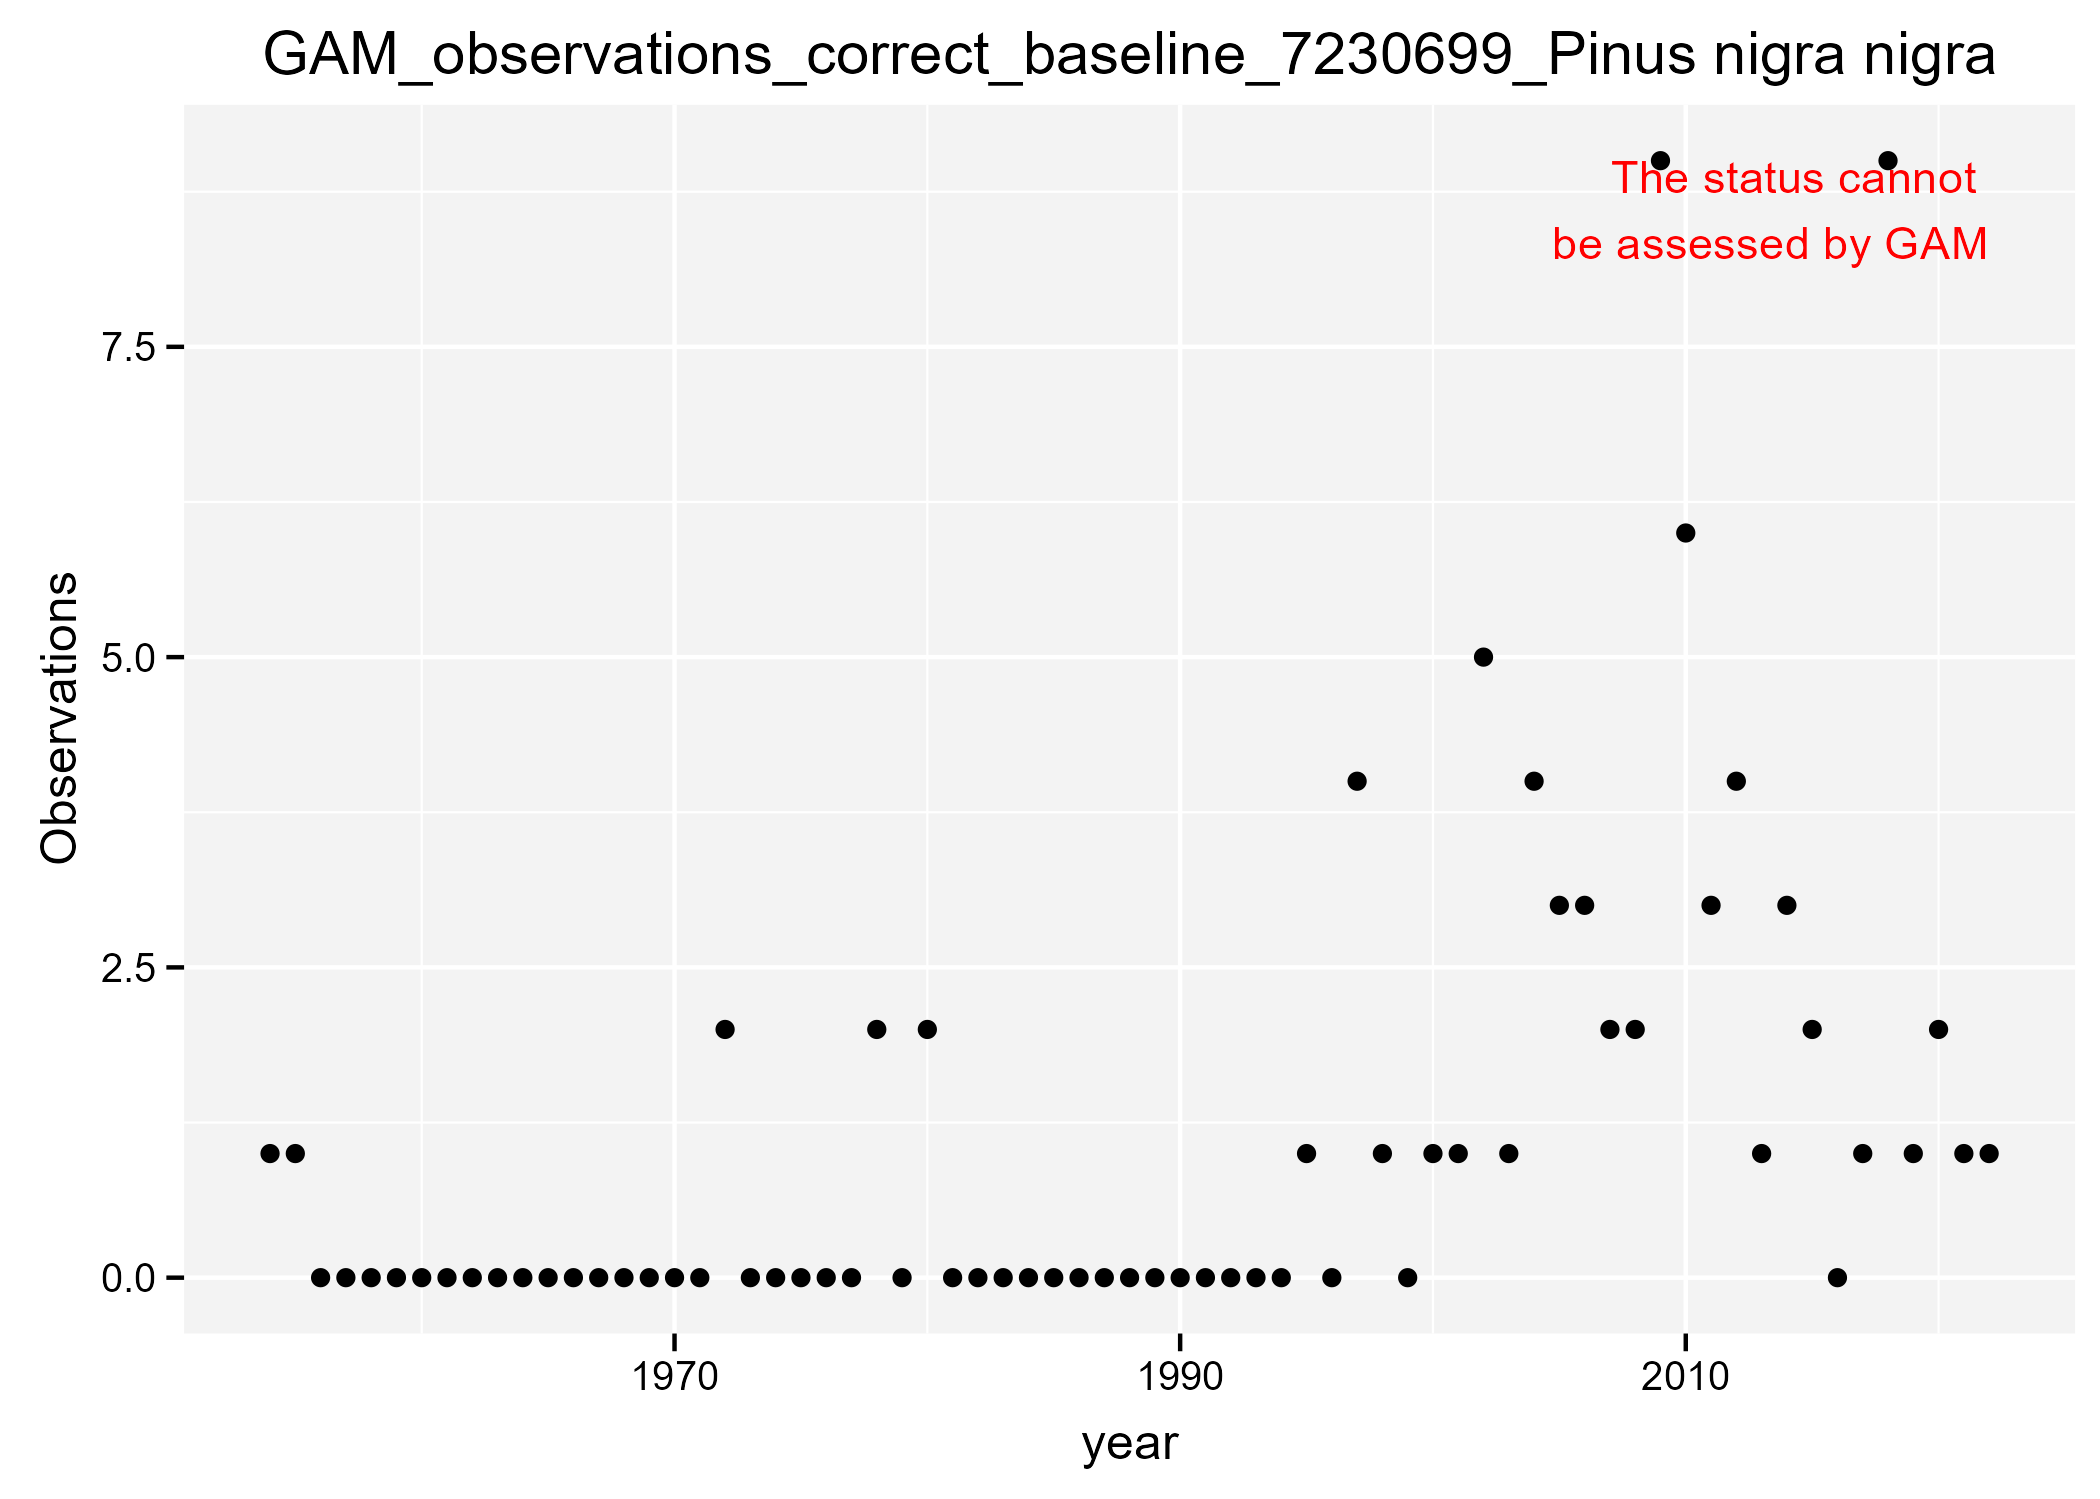 GAM_observations_correct_baseline_7230699_Pinus nigra nigra
The status cannot
be assessed by GAM
7.5
5.0
2.5
0.0
Observations
1970
1990
2010
year